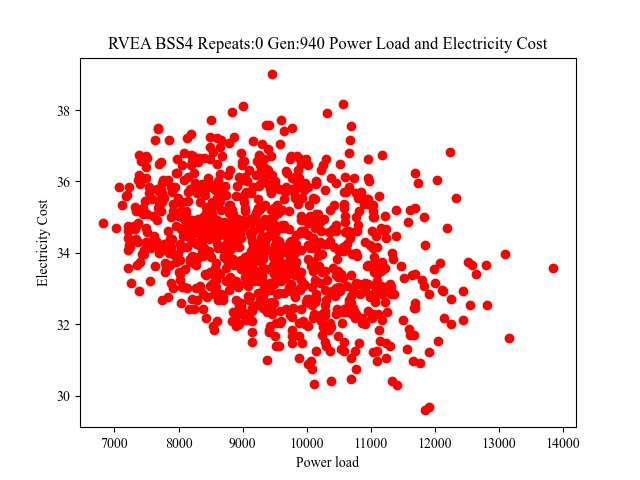 RVEA BSS4 Repeats:0 Gen:940 Power Load and Electricity Cost
38
36
34
32
30
Electricity Cost
7000 8000 9000 10000 11000 12000 13000 14000
Power load